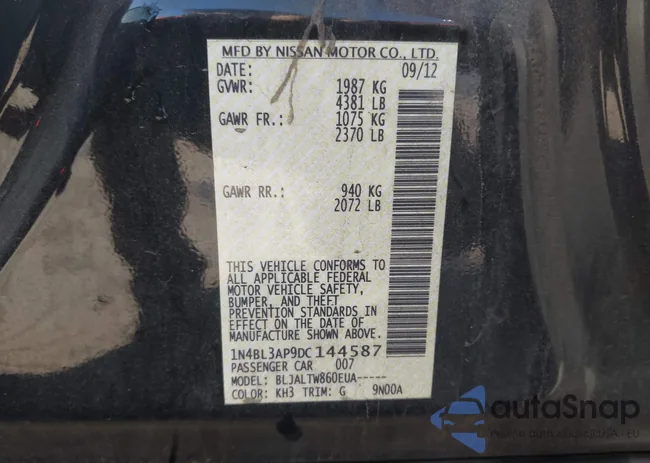 MFD BY NISSAN MOTOR CO., LTD.
DATE: 09/12
GVWR: 1987 KG
4381 LB
GAWR FR.: 1075 KG
2370 LB
GAWR RR.: 940 KG
2072 LB
THIS VEHICLE CONFORMS TO
ALL APPLICABLE FEDERAL
MOTOR VEHICLE SAFETY,
BUMPER, AND THEFT
PREVENTION STANDARDS IN
EFFECT ON THE DATE OF
MANUFACTURE SHOWN ABOVE.
1N4BL3AP9DC144587
PASSENGER CAR 007
MODEL: BLJALTW860EUA-----
COLOR: KH3 TRIM: G 9N00A
autoSnap